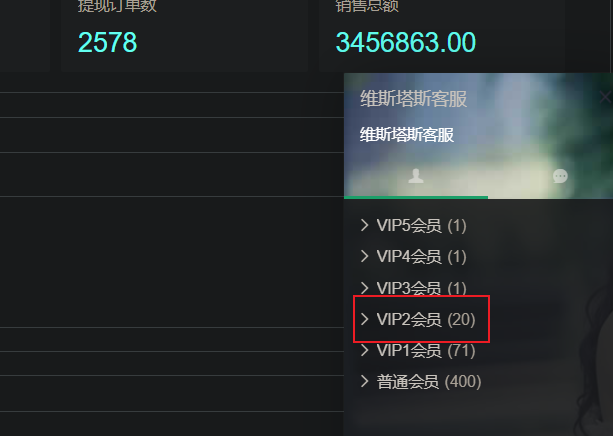 提现订单数
销售总额
2578
3456863.00
维斯塔斯客服
维斯塔斯客服
VIP5会员 (1)
VIP4会员 (1)
VIP3会员 (1)
VIP2会员 (20)
VIP1会员 (71)
普通会员 (400)